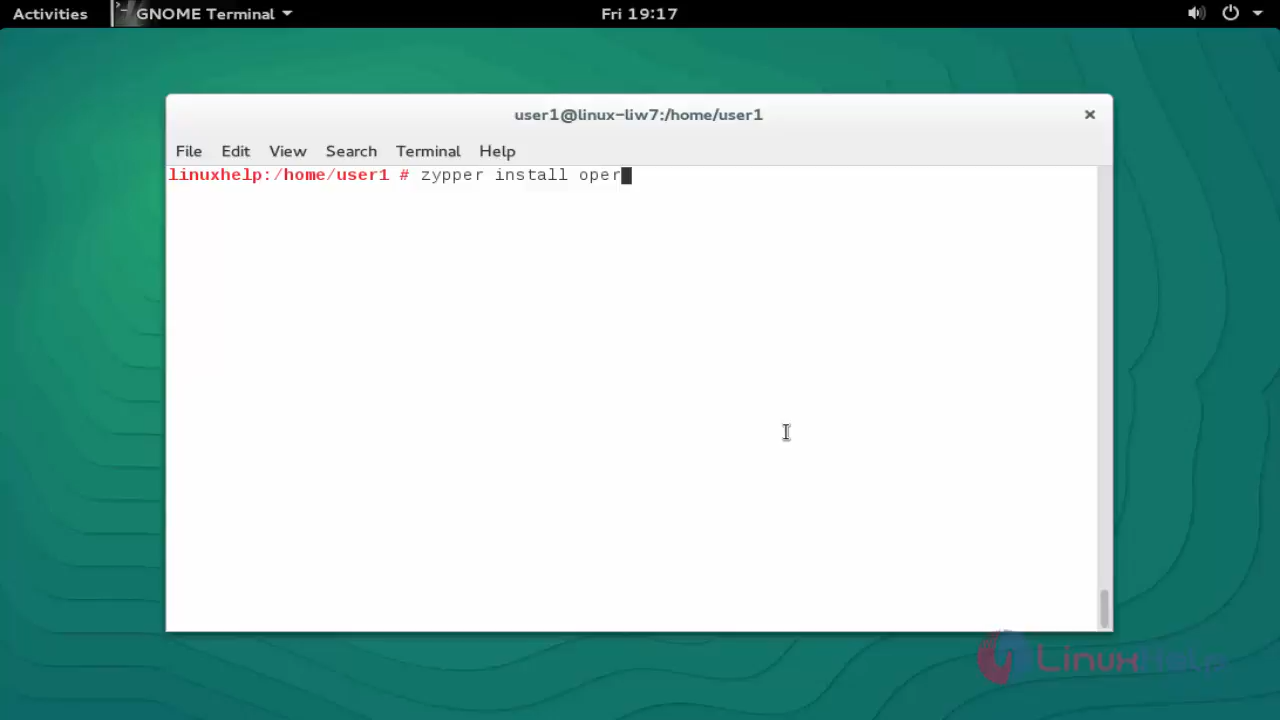 Activities GNOME Terminal Fri 19:17
user1@linux-liw7:/home/user1
File Edit View Search Terminal Help
linuxhelp:/home/user1 # zypper install oper
LinuxHelp